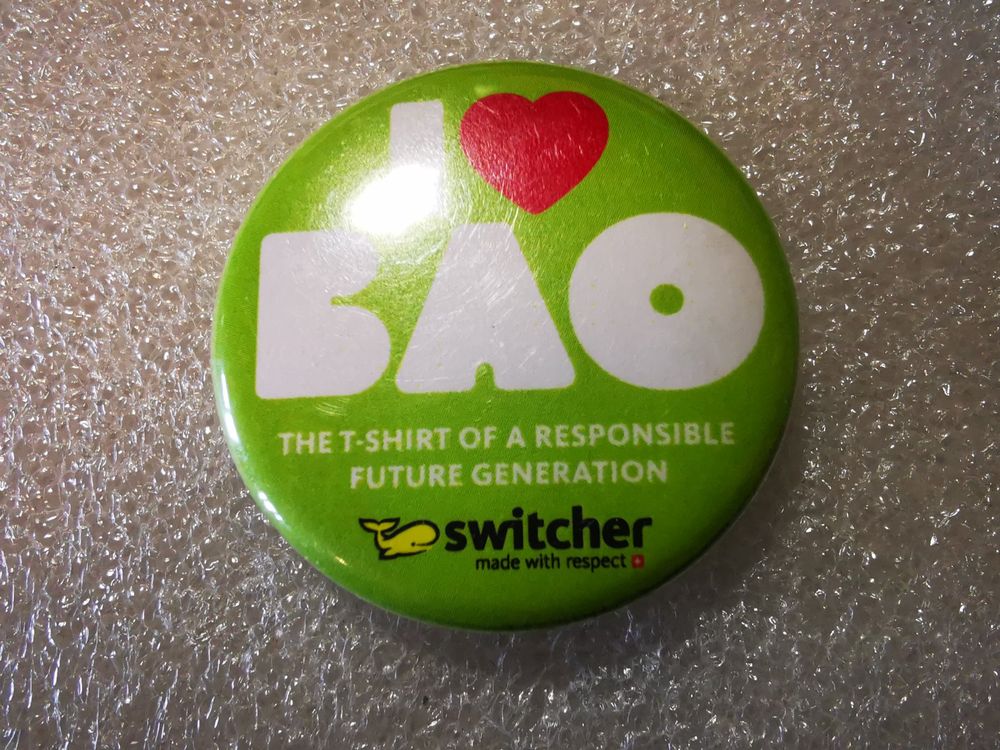 I ❤
BAO
THE T-SHIRT OF A RESPONSIBLE
FUTURE GENERATION
switcher
made with respect